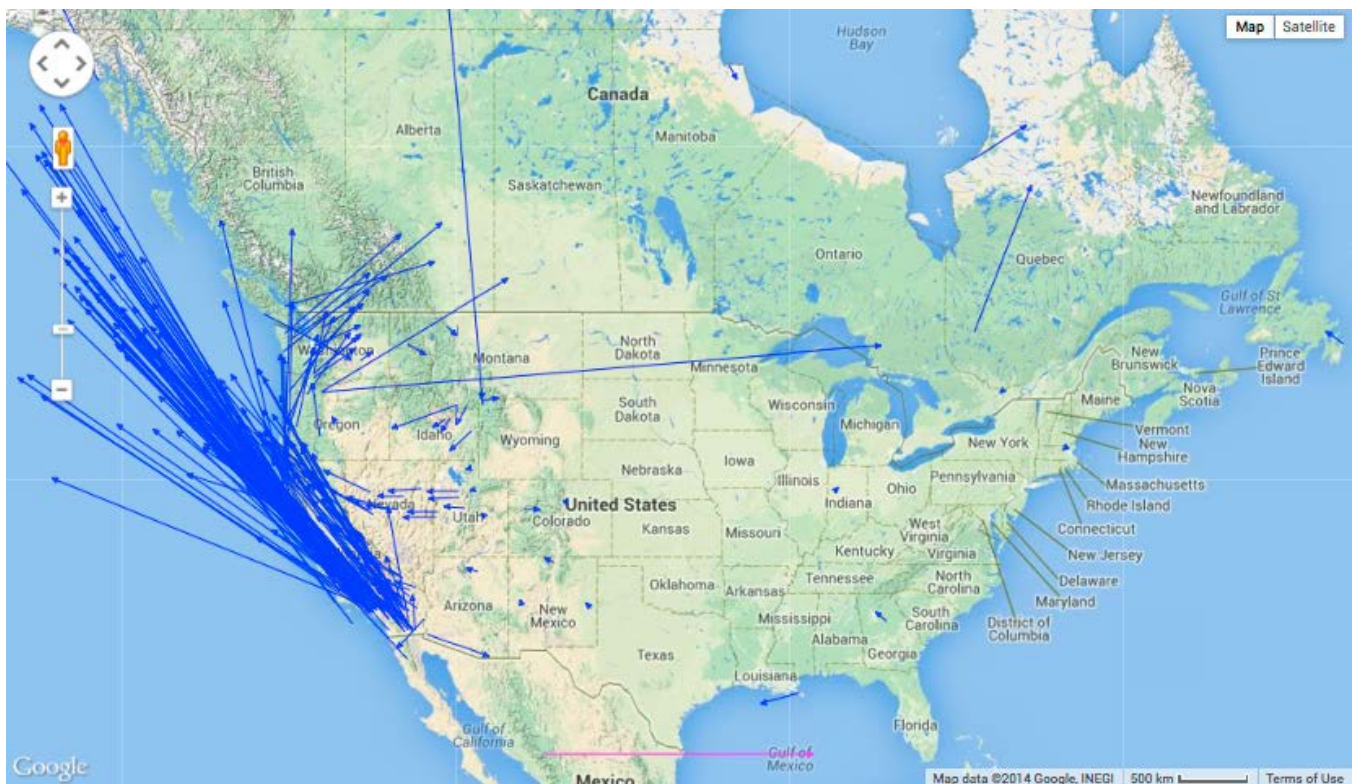 Map Satellite
Hudson
Bay
Canada
Alberta
Manitoba
British
Columbia
Saskatchewan
Newfoundland
and Labrador
Ontario
Quebec
Gulf of St
Lawrence
Washington
Montana
North
Dakota
Minnesota
New
Brunswick
Prince
Edward
Island
Nova
Scotia
Maine
Oregon
Idaho
South
Dakota
Wisconsin
Michigan
Wyoming
New York
Vermont
New
Hampshire
Iowa
Nebraska
Illinois
Indiana
Ohio
Pennsylvania
Massachusetts
Rhode Island
Connecticut
New Jersey
Nevada
Utah
Colorado
United States
Kansas
Missouri
West
Virginia
Virginia
Kentucky
Delaware
Maryland
District of
Columbia
Arizona
New
Mexico
Oklahoma
Arkansas
Tennessee
North
Carolina
Mississippi
Alabama
South
Carolina
Georgia
Texas
Louisiana
Florida
Gulf of
California
Gulf of
Mexico
Mexico
Google
Map data ©2014 Google, INEGI 500 km Terms of Use